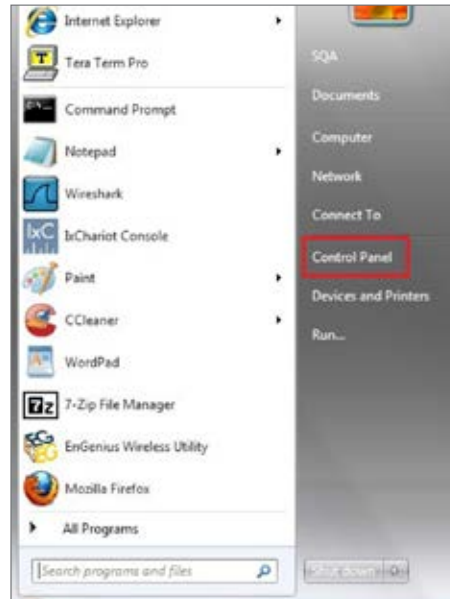 Internet Explorer
Tera Term Pro
Command Prompt
Notepad
Wireshark
IxChariot Console
Paint
CCleaner
WordPad
7-Zip File Manager
EnGenius Wireless Utility
Mozilla Firefox
All Programs
Search programs and files
SQA
Documents
Computer
Network
Connect To
Control Panel
Devices and Printers
Run...
Shut down